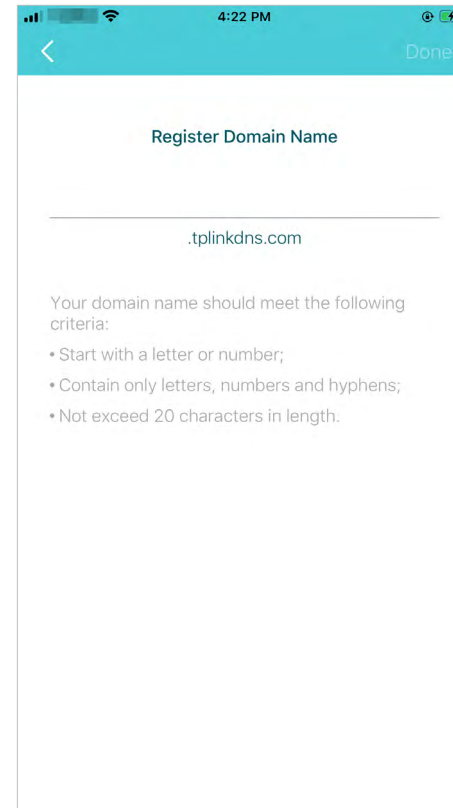 4:22 PM
Done
Register Domain Name
.tplinkdns.com
Your domain name should meet the following
criteria:
• Start with a letter or number;
• Contain only letters, numbers and hyphens;
• Not exceed 20 characters in length.